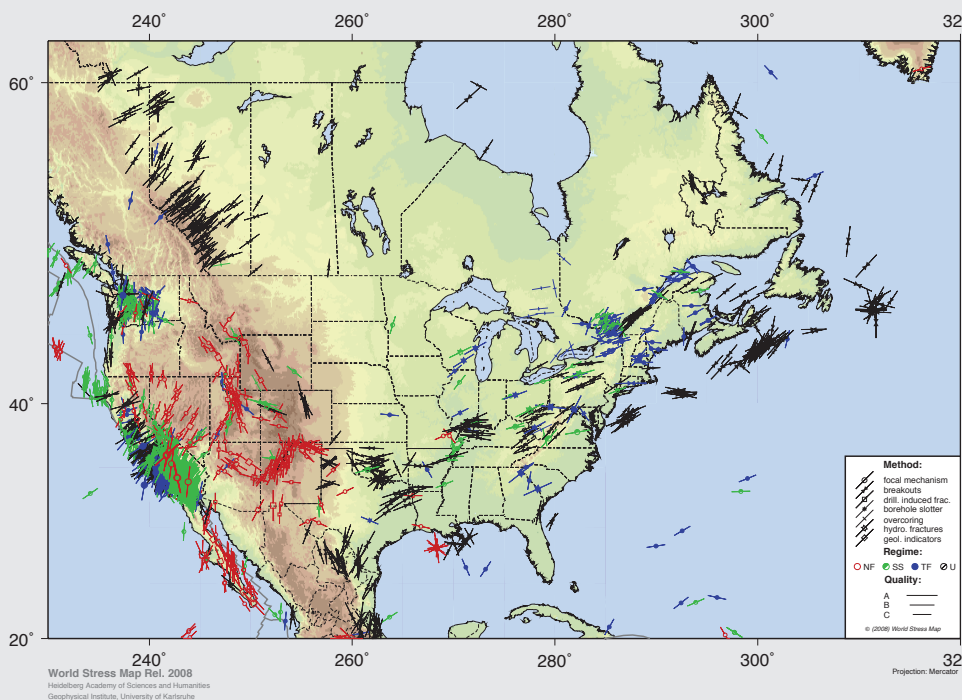 240˚ 260˚ 280˚ 300˚ 32
60˚
40˚
20˚
Method:
focal mechanism
breakouts
drill. induced frac.
borehole slotter
overcoring
hydro. fractures
geol. indicators
Regime:
NF SS TF U
Quality:
A
B
C
© (2008) World Stress Map
20˚
240˚ 260˚ 280˚ 300˚ 32
World Stress Map Rel. 2008
Heidelberg Academy of Sciences and Humanities
Geophysical Institute, University of Karlsruhe
Projection: Mercator